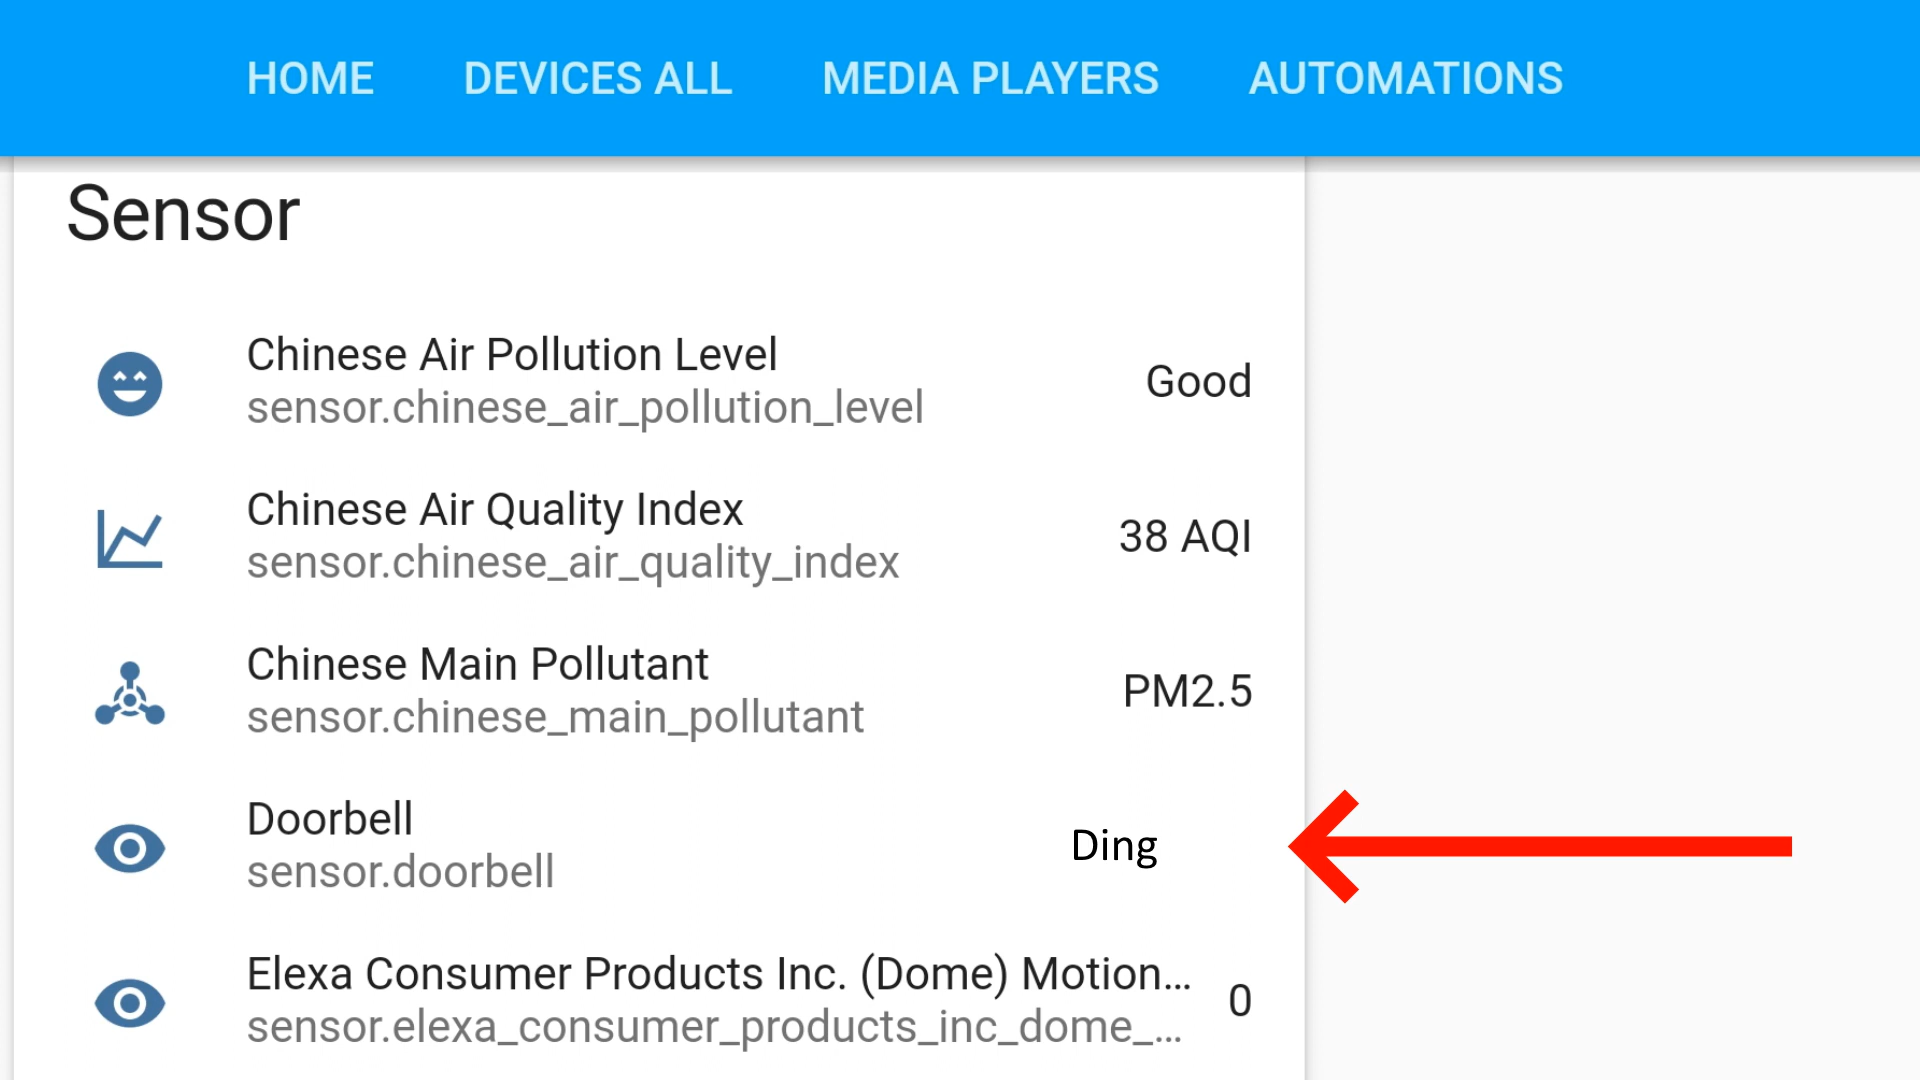 HOME DEVICES ALL MEDIA PLAYERS AUTOMATIONS
Sensor
Chinese Air Pollution Level
sensor.chinese_air_pollution_level
Good
Chinese Air Quality Index
sensor.chinese_air_quality_index
38 AQI
Chinese Main Pollutant
sensor.chinese_main_pollutant
PM2.5
Doorbell
sensor.doorbell
Ding
Elexa Consumer Products Inc. (Dome) Motion...
sensor.elexa_consumer_products_inc_dome_...
0